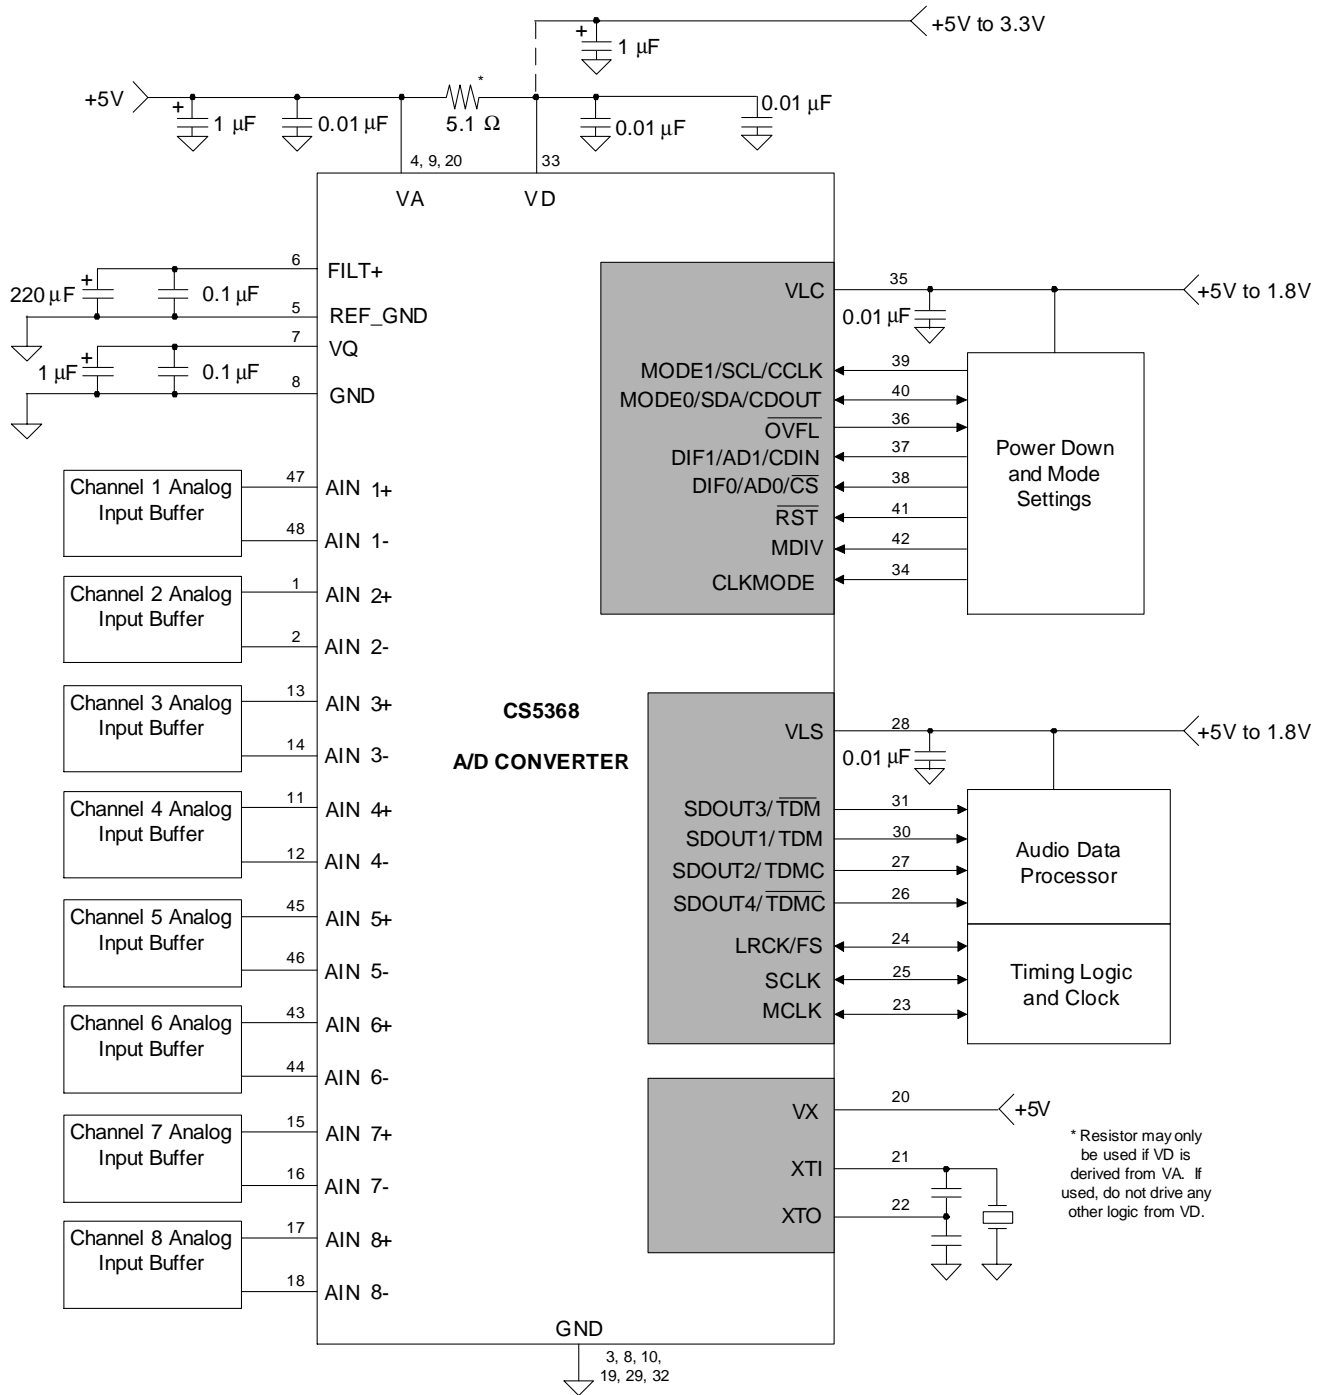 +5V to 3.3V
+
1 µF
+5V
+
1 µF
0.01 µF
*
5.1 Ω
0.01 µF
0.01 µF
4, 9, 20
33
VA
VD
6
FILT+
220 µF
+
0.1 µF
5
REF_GND
7
VQ
1 µF
+
0.1 µF
8
GND
Channel 1 Analog
Input Buffer
47
AIN 1+
48
AIN 1-
Channel 2 Analog
Input Buffer
1
AIN 2+
2
AIN 2-
Channel 3 Analog
Input Buffer
13
AIN 3+
14
AIN 3-
Channel 4 Analog
Input Buffer
11
AIN 4+
12
AIN 4-
Channel 5 Analog
Input Buffer
45
AIN 5+
46
AIN 5-
Channel 6 Analog
Input Buffer
43
AIN 6+
44
AIN 6-
Channel 7 Analog
Input Buffer
15
AIN 7+
16
AIN 7-
Channel 8 Analog
Input Buffer
17
AIN 8+
18
AIN 8-
CS5368
A/D CONVERTER
VLC
35
0.01 µF
+5V to 1.8V
MODE1/SCL/CCLK
39
MODE0/SDA/CDOUT
40
OVFL
36
DIF1/AD1/CDIN
37
DIF0/AD0/CS
38
RST
41
MDIV
42
CLKMODE
34
Power Down
and Mode
Settings
VLS
28
0.01 µF
+5V to 1.8V
SDOUT3/ TDM
31
SDOUT1/ TDM
30
SDOUT2/ TDMC
27
SDOUT4/ TDMC
26
Audio Data
Processor
LRCK/FS
24
SCLK
25
MCLK
23
Timing Logic
and Clock
VX
20
+5V
XTI
21
XTO
22
* Resistor may only
be used if VD is
derived from VA. If
used, do not drive any
other logic from VD.
GND
3, 8, 10,
19, 29, 32